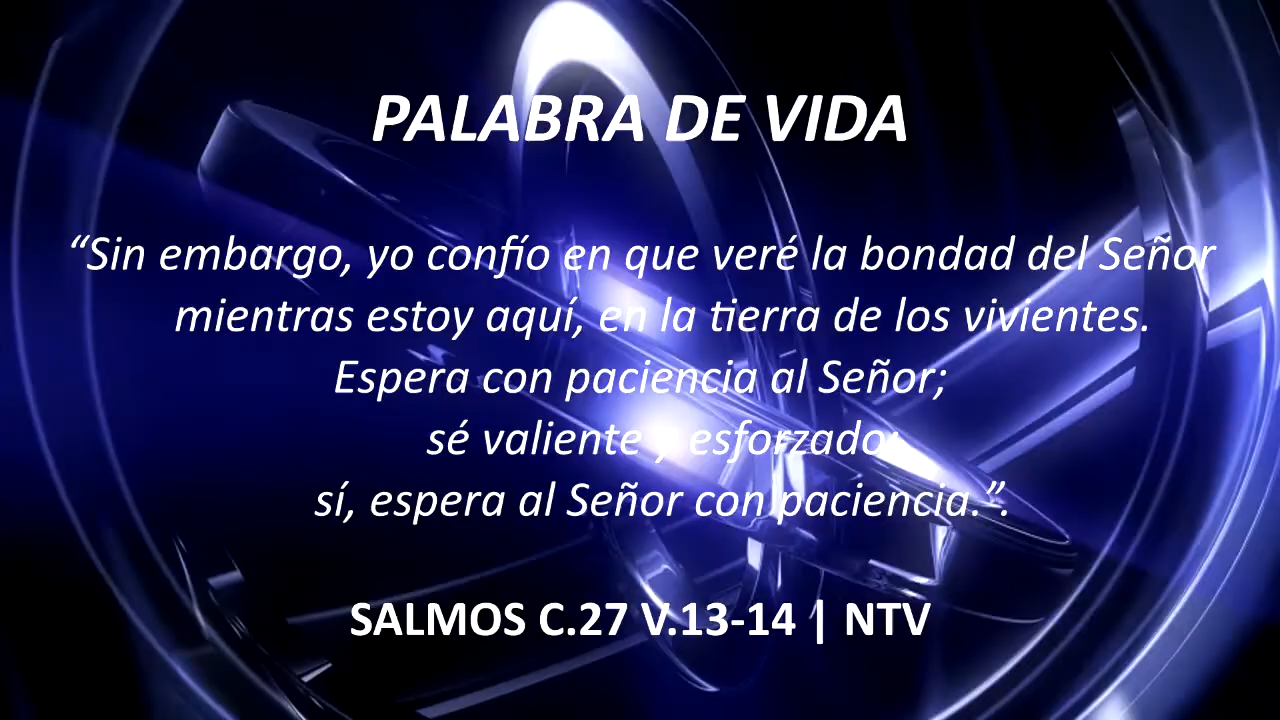 PALABRA DE VIDA
“Sin embargo, yo confío en que veré la bondad del Señor
mientras estoy aquí, en la tierra de los vivientes.
Espera con paciencia al Señor;
sé valiente y esforzado;
sí, espera al Señor con paciencia.”.
SALMOS C.27 V.13-14 | NTV